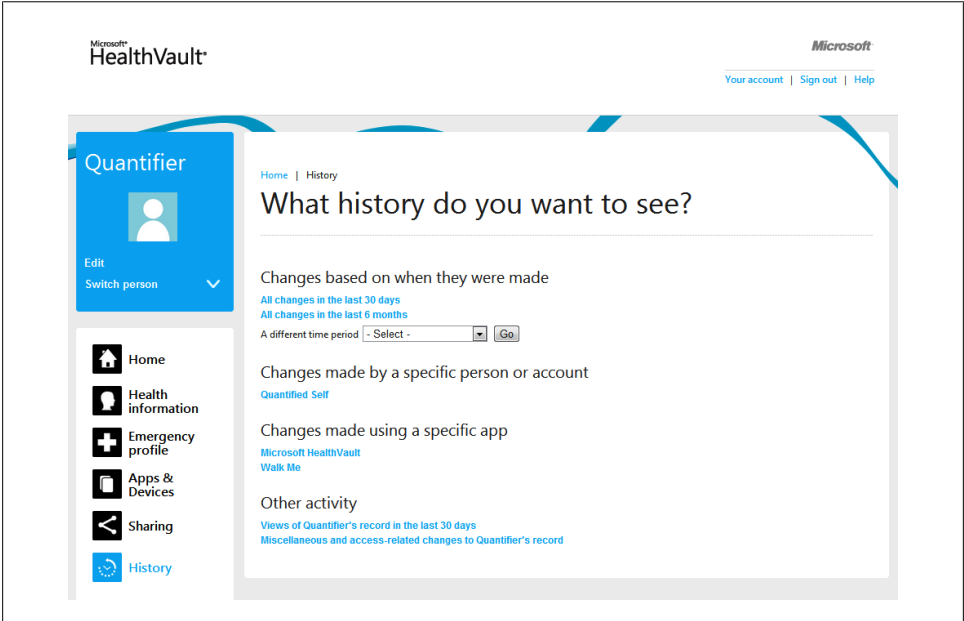 Microsoft®
HealthVault®
Microsoft®
Your account | Sign out | Help
Quantifier
Edit
Switch person
Home
Health
information
Emergency
profile
Apps &
Devices
Sharing
History
Home | History
What history do you want to see?
Changes based on when they were made
All changes in the last 30 days
All changes in the last 6 months
A different time period - Select - Go
Changes made by a specific person or account
Quantified Self
Changes made using a specific app
Microsoft HealthVault
Walk Me
Other activity
Views of Quantifier's record in the last 30 days
Miscellaneous and access-related changes to Quantifier's record